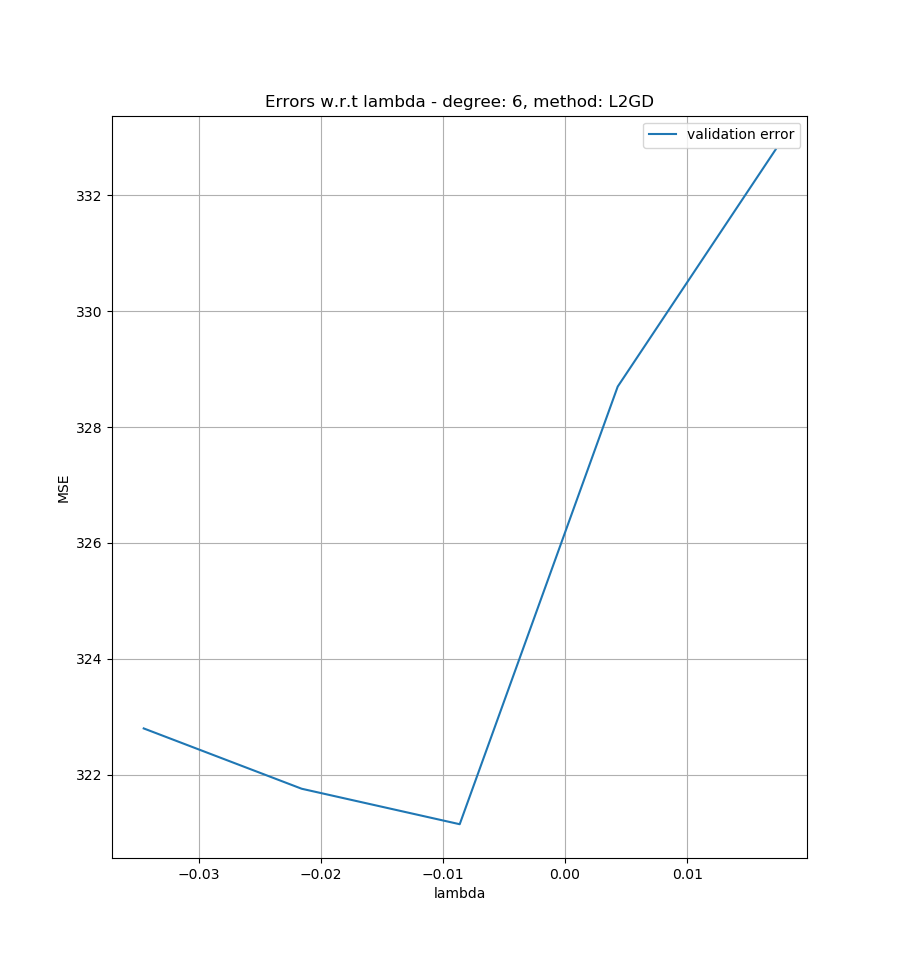 Errors w.r.t lambda - degree: 6, method: L2GD
validation error
332
330
328
326
324
322
MSE
−0.03
−0.02
−0.01
0.00
0.01
lambda